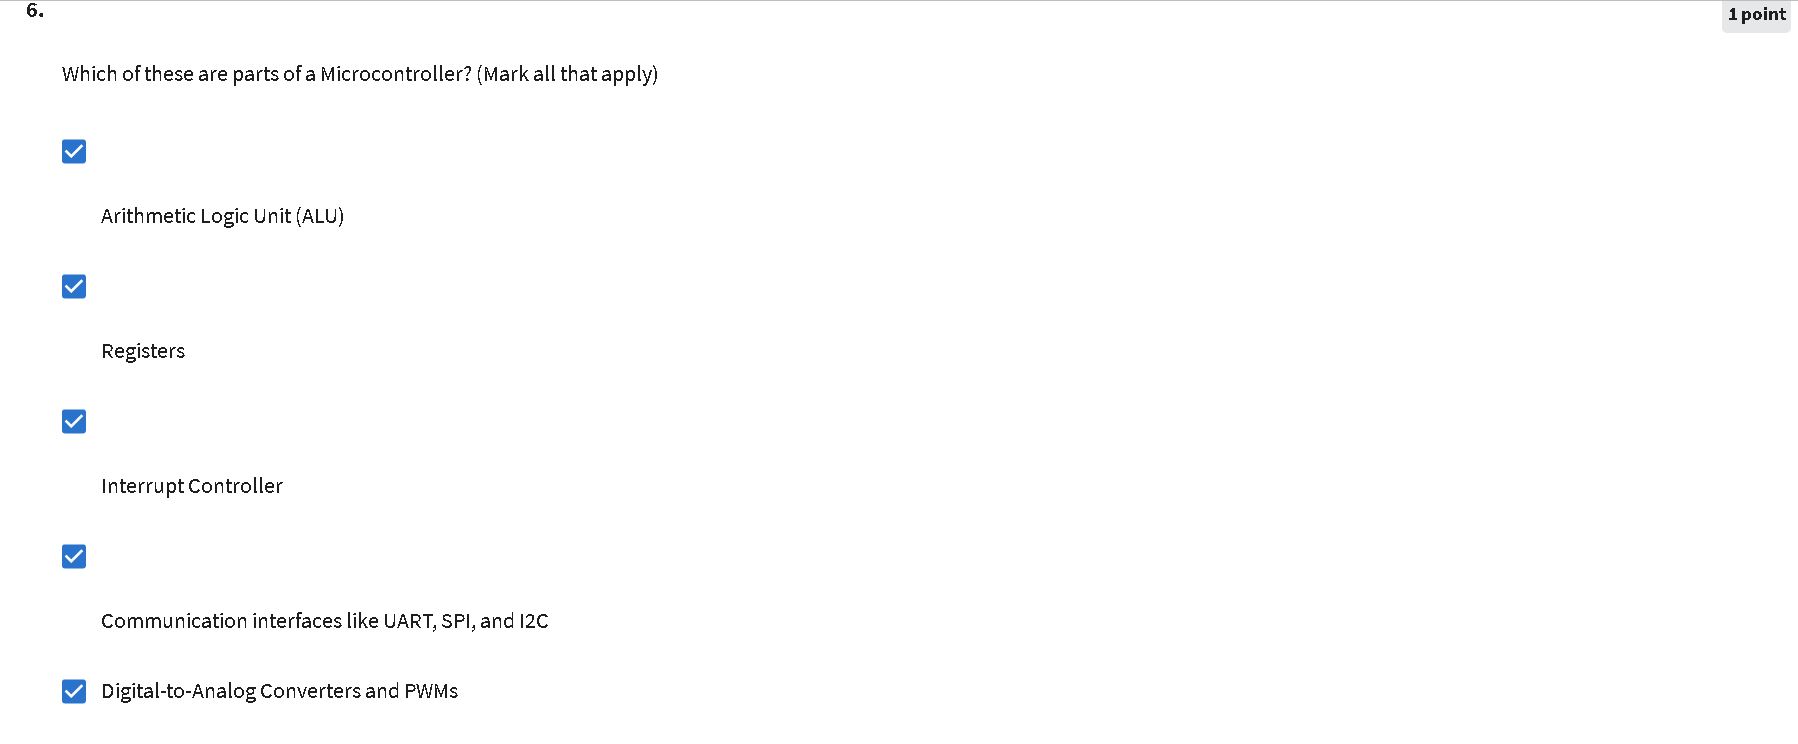 6.
1 point
Which of these are parts of a Microcontroller? (Mark all that apply)
Arithmetic Logic Unit (ALU)
Registers
Interrupt Controller
Communication interfaces like UART, SPI, and I2C
Digital-to-Analog Converters and PWMs